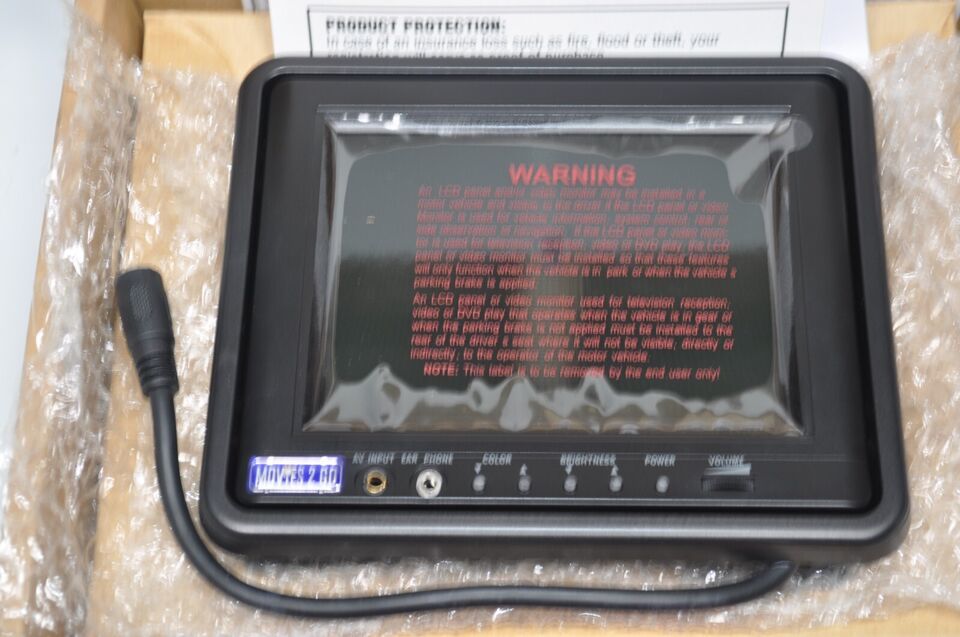 PRODUCT PROTECTION:
In case of an insurance loss such as fire, flood or theft, your
registration will serve as proof of purchase
WARNING
An LCD panel and/or video monitor may be installed in a
motor vehicle and visible to the driver if the LCD panel or video
Monitor is used for vehicle information, system control, rear or
side observation or navigation. If the LCD panel or video moni-
tor is used for television reception, video or DVD play, the LCD
panel or video monitor must be installed so that these features
will only function when the vehicle is in park or when the vehicle s
parking brake is applied.
An LCD panel or video monitor used for television reception,
video or DVD play that operates when the vehicle is in gear or
when the parking brake is not applied must be installed to the
rear of the driver s seat where it will not be visible, directly or
indirectly, to the operator of the motor vehicle.
NOTE: This label is to be removed by the end user only!
MOVIES 2 GO
AV INPUT EAR PHONE COLOR BRIGHTNESS POWER VOLUME